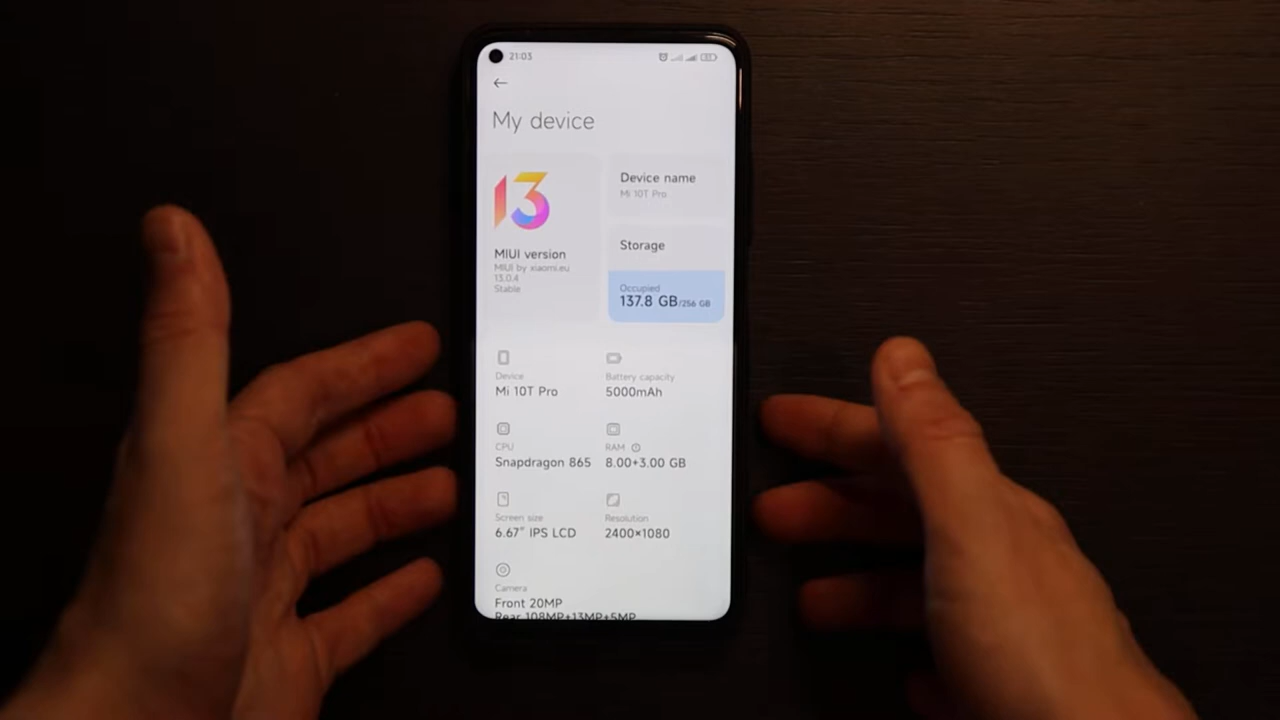 21:03
My device
13
MIUI version
MIUI by xiaomi.eu
13.0.4
Stable
Device name
Mi 10T Pro
Storage
Occupied
137.8 GB/256 GB
Device
Mi 10T Pro
Battery capacity
5000mAh
CPU
Snapdragon 865
RAM
8.00+3.00 GB
Screen size
6.67" IPS LCD
Resolution
2400×1080
Camera
Front 20MP
Rear 108MP+13MP+5MP